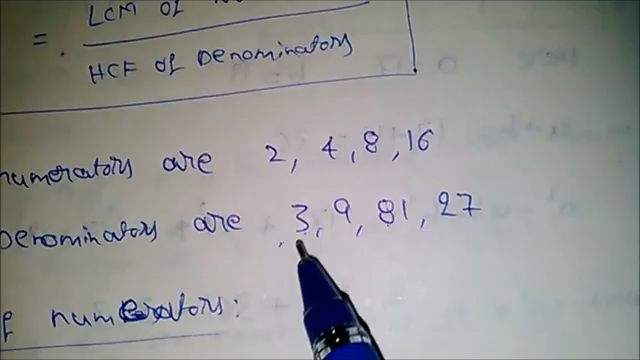 LCM of
=
HCF of Denominators
numerators are 2, 4, 8, 16
Denominators are 3, 9, 81, 27
f numerators: